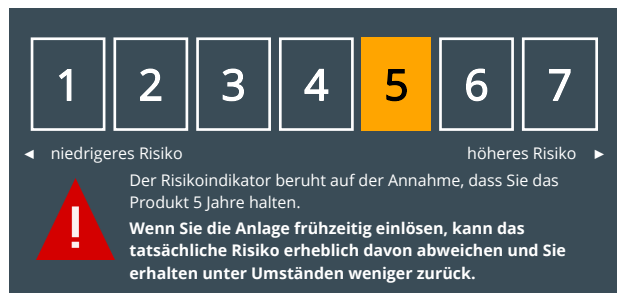 1 2 3 4 5 6 7
◄ niedrigeres Risiko höheres Risiko ►
Der Risikoindikator beruht auf der Annahme, dass Sie das
Produkt 5 Jahre halten.
!
Wenn Sie die Anlage frühzeitig einlösen, kann das
tatsächliche Risiko erheblich davon abweichen und Sie
erhalten unter Umständen weniger zurück.